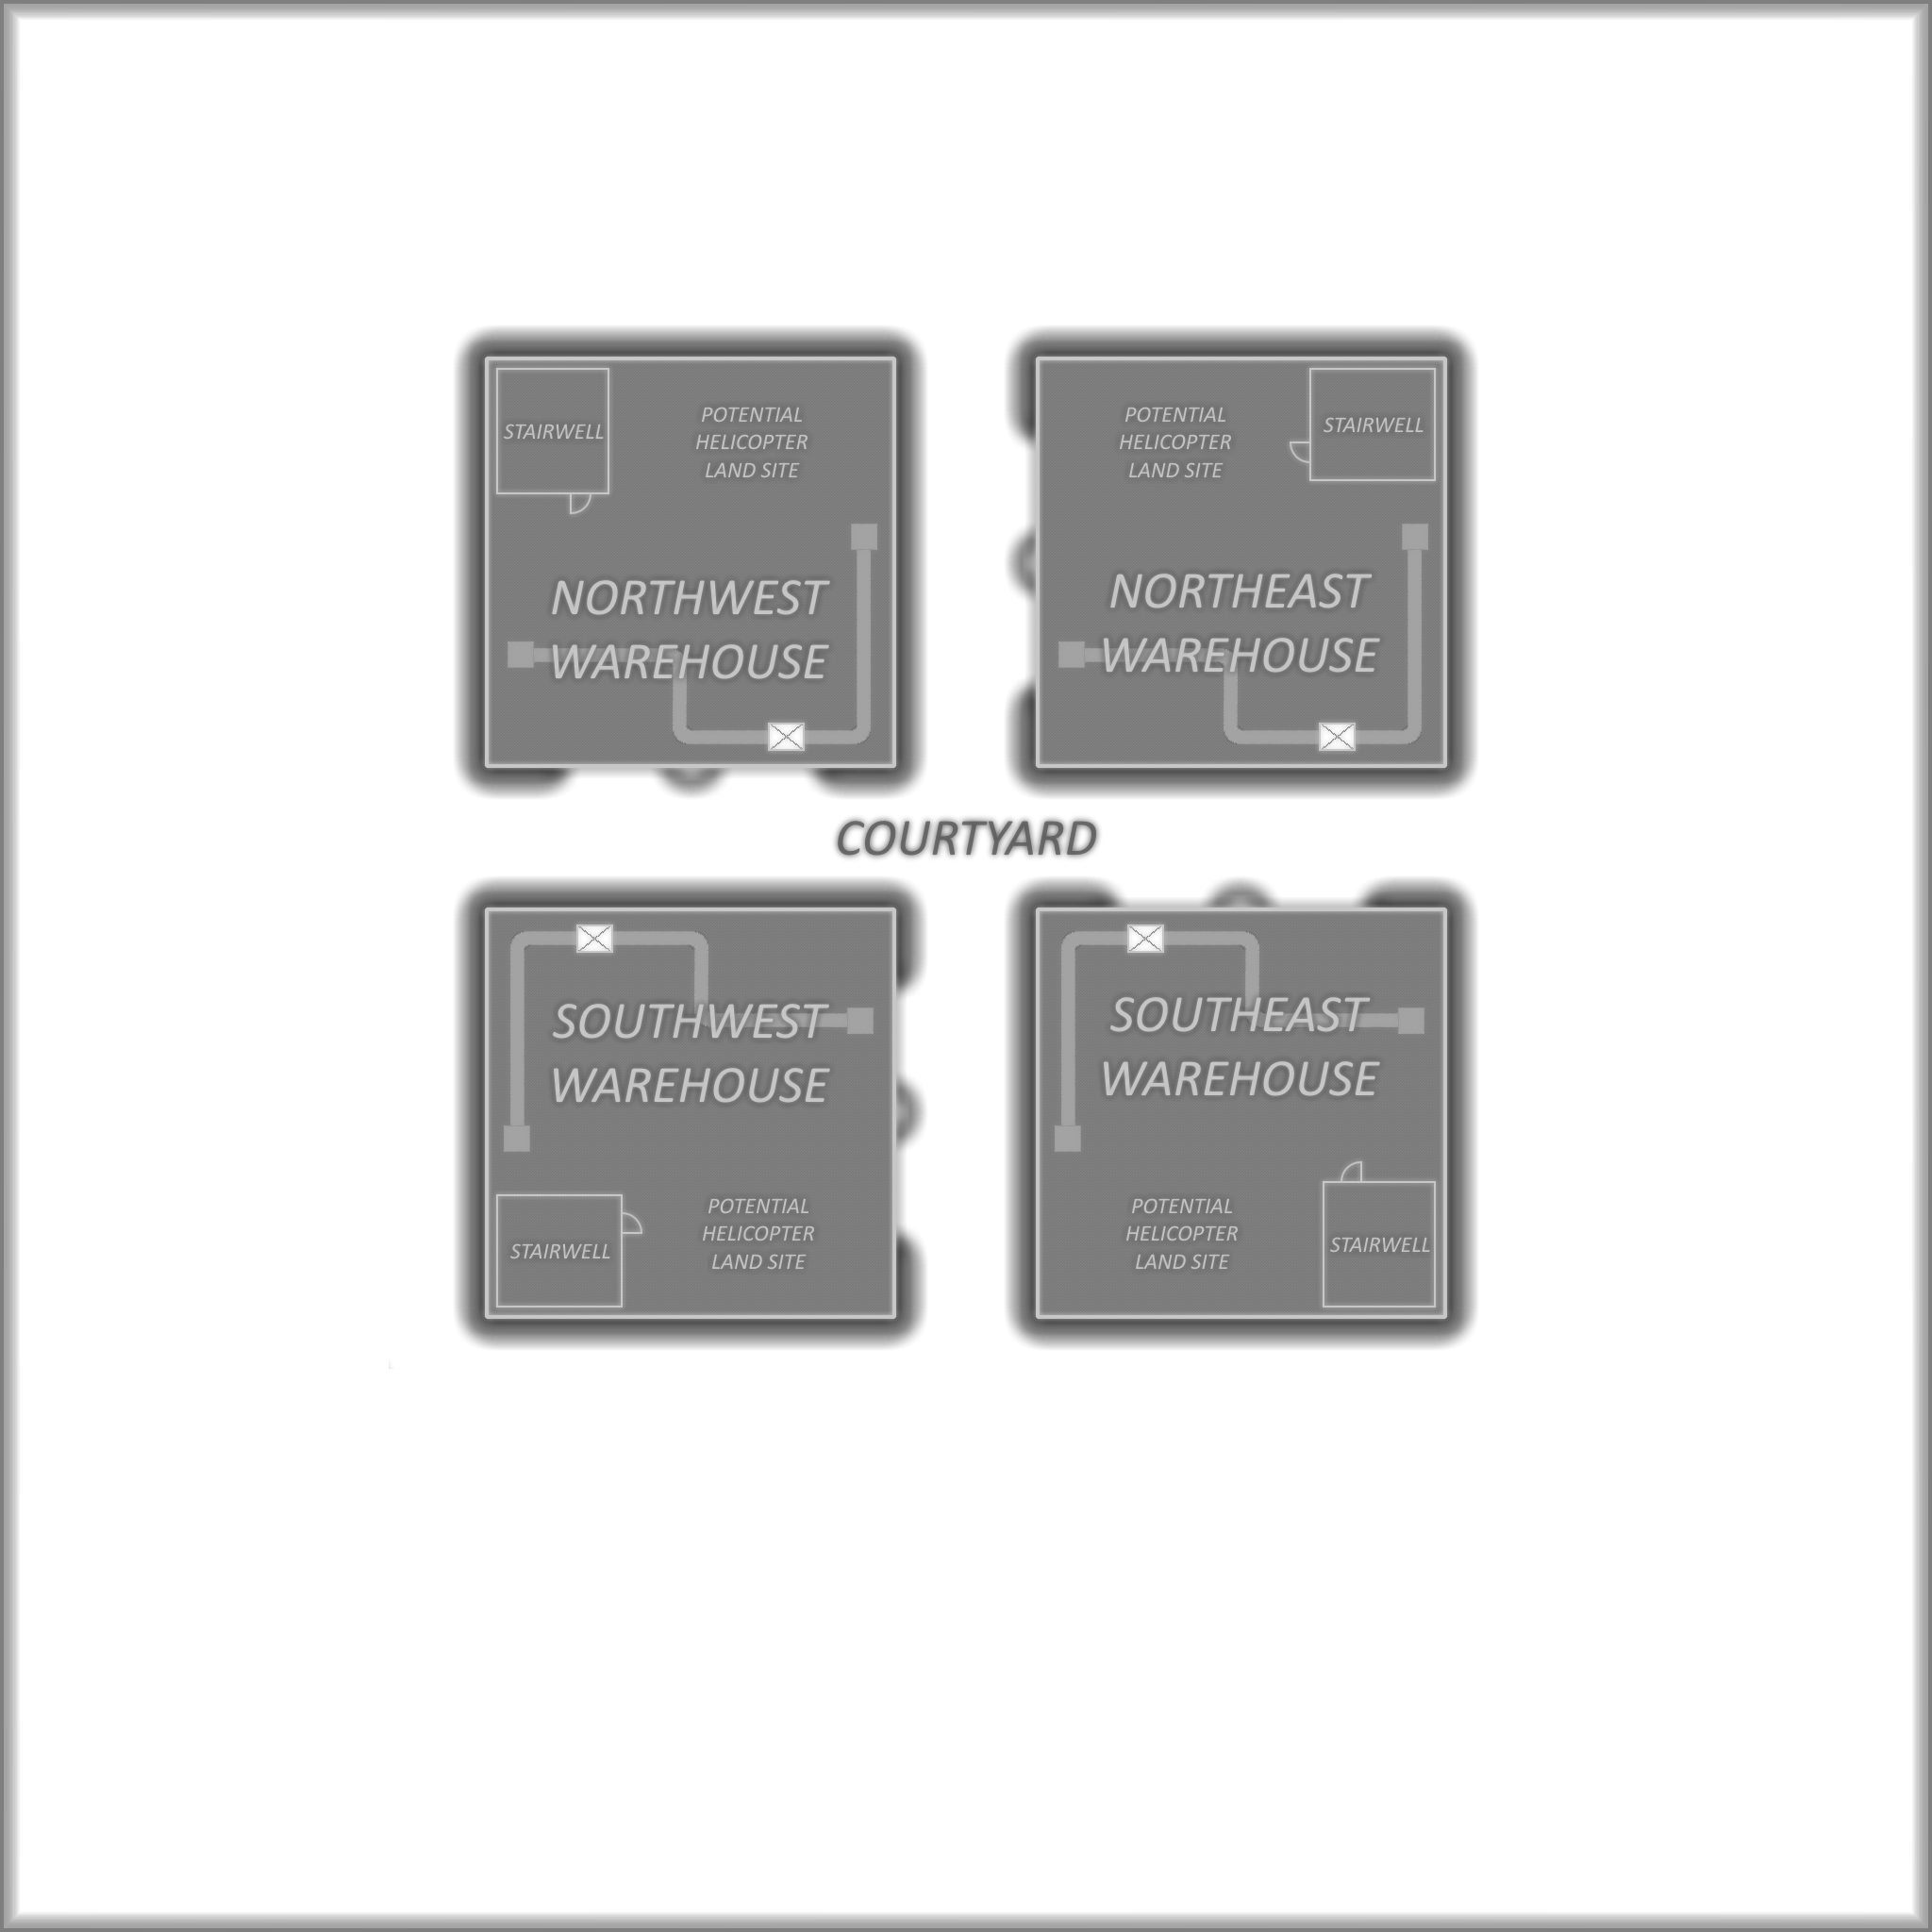 STAIRWELL
POTENTIAL
HELICOPTER
LAND SITE
NORTHWEST
WAREHOUSE
POTENTIAL
HELICOPTER
LAND SITE
STAIRWELL
NORTHEAST
WAREHOUSE
COURTYARD
SOUTHWEST
WAREHOUSE
STAIRWELL
POTENTIAL
HELICOPTER
LAND SITE
SOUTHEAST
WAREHOUSE
POTENTIAL
HELICOPTER
LAND SITE
STAIRWELL